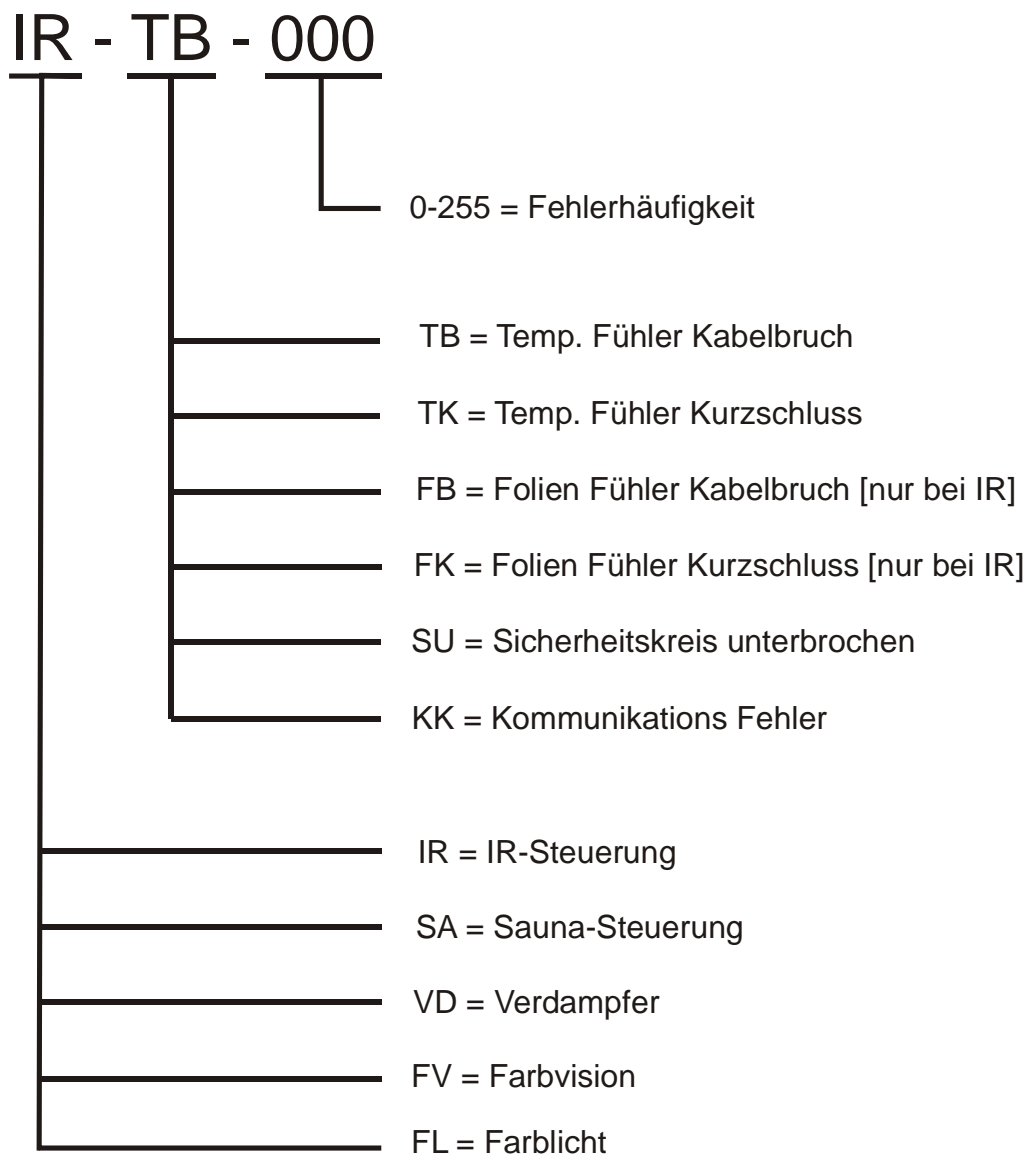 IR - TB - 000
0-255 = Fehlerhäufigkeit
TB = Temp. Fühler Kabelbruch
TK = Temp. Fühler Kurzschluss
FB = Folien Fühler Kabelbruch [nur bei IR]
FK = Folien Fühler Kurzschluss [nur bei IR]
SU = Sicherheitskreis unterbrochen
KK = Kommunikations Fehler
IR = IR-Steuerung
SA = Sauna-Steuerung
VD = Verdampfer
FV = Farbvision
FL = Farblicht